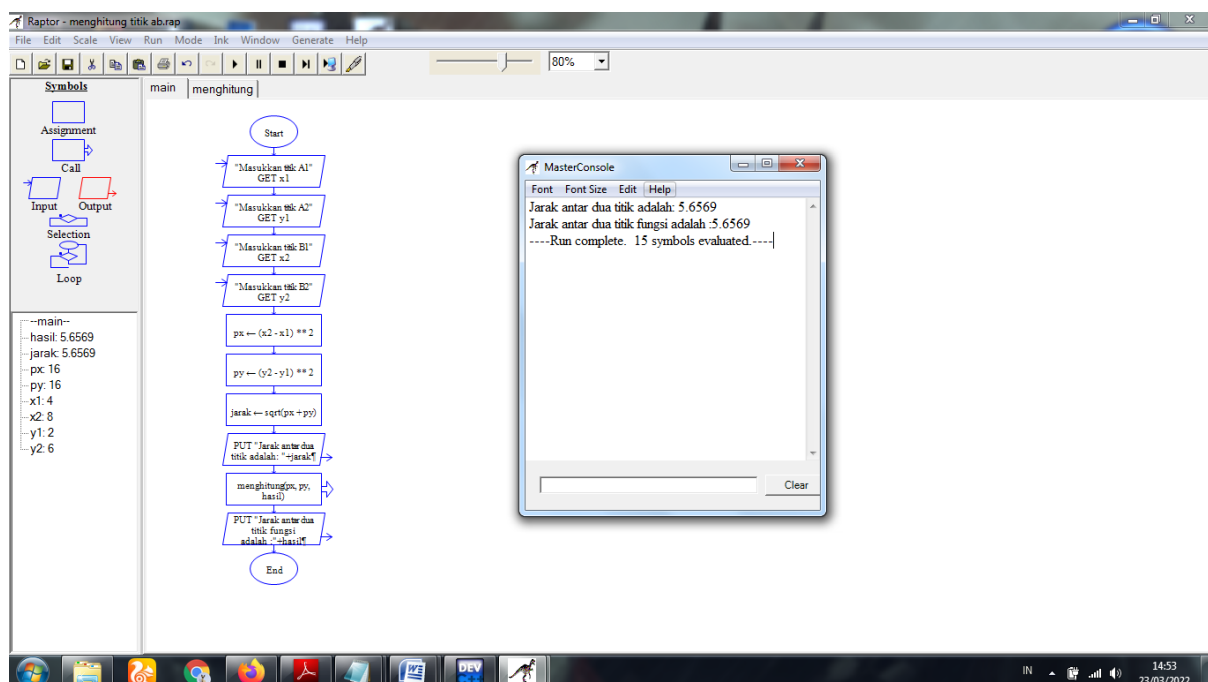 Raptor - menghitung titik ab.rap
File Edit Scale View Run Mode Ink Window Generate Help
80%
Symbols
Assignment
Call
Input Output
Selection
Loop
main menghitung
--main--
hasil: 5.6569
jarak: 5.6569
px: 16
py: 16
x1: 4
x2: 8
y1: 2
y2: 6
Start
"Masukkan titik A1"
GET x1
"Masukkan titik A2"
GET y1
"Masukkan titik B1"
GET x2
"Masukkan titik B2"
GET y2
px ← (x2 - x1) ** 2
py ← (y2 - y1) ** 2
jarak ← sqrt(px + py)
PUT "Jarak antar dua
titik adalah: "+jarak¶
menghitung(px, py,
hasil)
PUT "Jarak antar dua
titik fungsi
adalah :"+hasil¶
End
MasterConsole
Font Font Size Edit Help
Jarak antar dua titik adalah: 5.6569
Jarak antar dua titik fungsi adalah :5.6569
----Run complete. 15 symbols evaluated.----
Clear
DEV
IN
14:53
23/03/2022